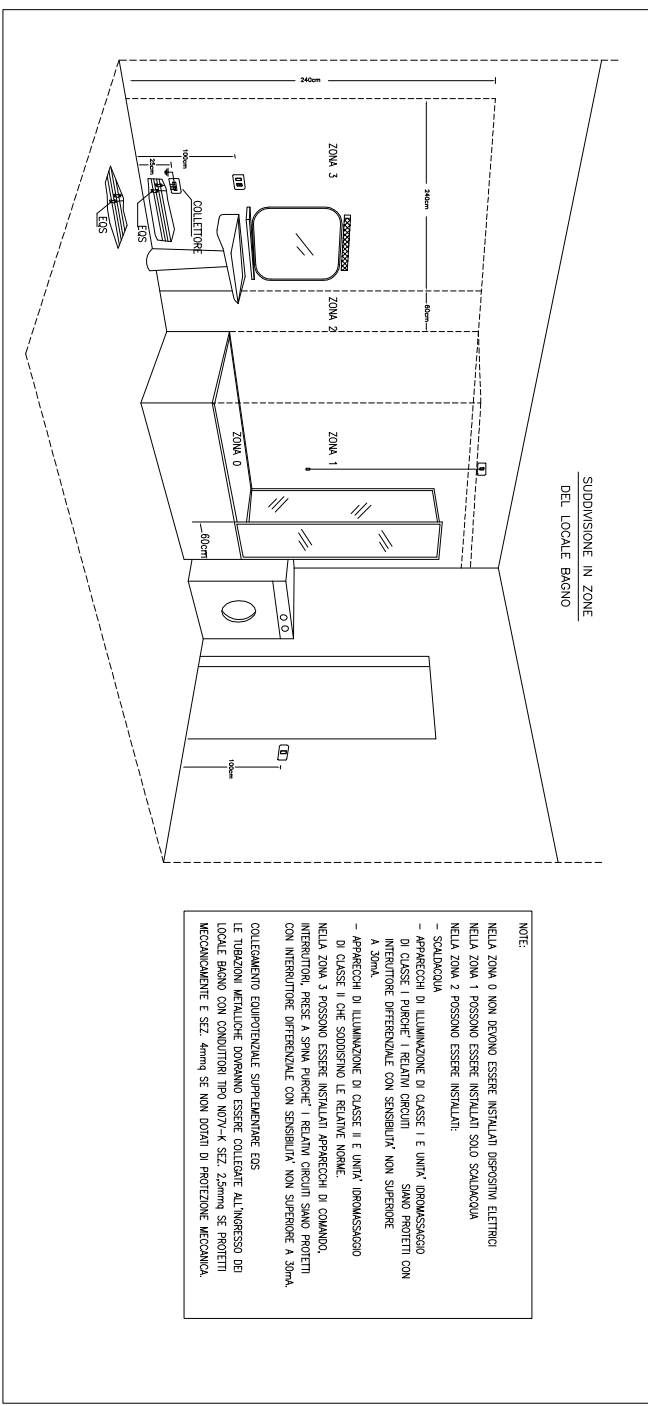 SUDDIVISIONE IN ZONE
DEL LOCALE BAGNO
240cm
240cm
60cm
ZONA 3
ZONA 2
ZONA 1
ZONA 0
60cm
100cm
25cm
COLLETTORE
EQS
EQS
100cm
NOTE:
NELLA ZONA 0 NON DEVONO ESSERE INSTALLATI DISPOSITIVI ELETTRICI
NELLA ZONA 1 POSSONO ESSERE INSTALLATI SOLO SCALDACQUA
NELLA ZONA 2 POSSONO ESSERE INSTALLATI:
- SCALDACQUA
- APPARECCHI DI ILLUMINAZIONE DI CLASSE I E UNITA' IDROMASSAGGIO
DI CLASSE I PURCHE' I RELATIVI CIRCUITI SIANO PROTETTI CON
INTERUTTORE DIFFERENZIALE CON SENSIBILITA' NON SUPERIORE
A 30mA.
- APPARECCHI DI ILLUMINAZIONE DI CLASSE II E UNITA' IDROMASSAGGIO
DI CLASSE II CHE SODDISFINO LE RELATIVE NORME.
NELLA ZONA 3 POSSONO ESSERE INSTALLATI APPARECCHI DI COMANDO,
INTERRUTTORI, PRESE A SPINA PURCHE' I RELATIVI CIRCUITI SIANO PROTETTI
CON INTERRUTTORE DIFFERENZIALE CON SENSIBILITA' NON SUPERIORE A 30mA.
COLLEGAMENTO EQUIPOTENZIALE SUPPLEMENTARE EQS
LE TUBAZIONI METALLICHE DOVRANNO ESSERE COLLEGATE ALL'INGRESSO DEI
LOCALE BAGNO CON CONDUTTORI TIPO N07V-K SEZ. 2,5mmq SE PROTETTI
MECCANICAMENTE E SEZ. 4mmq SE NON DOTATI DI PROTEZIONE MECCANICA.